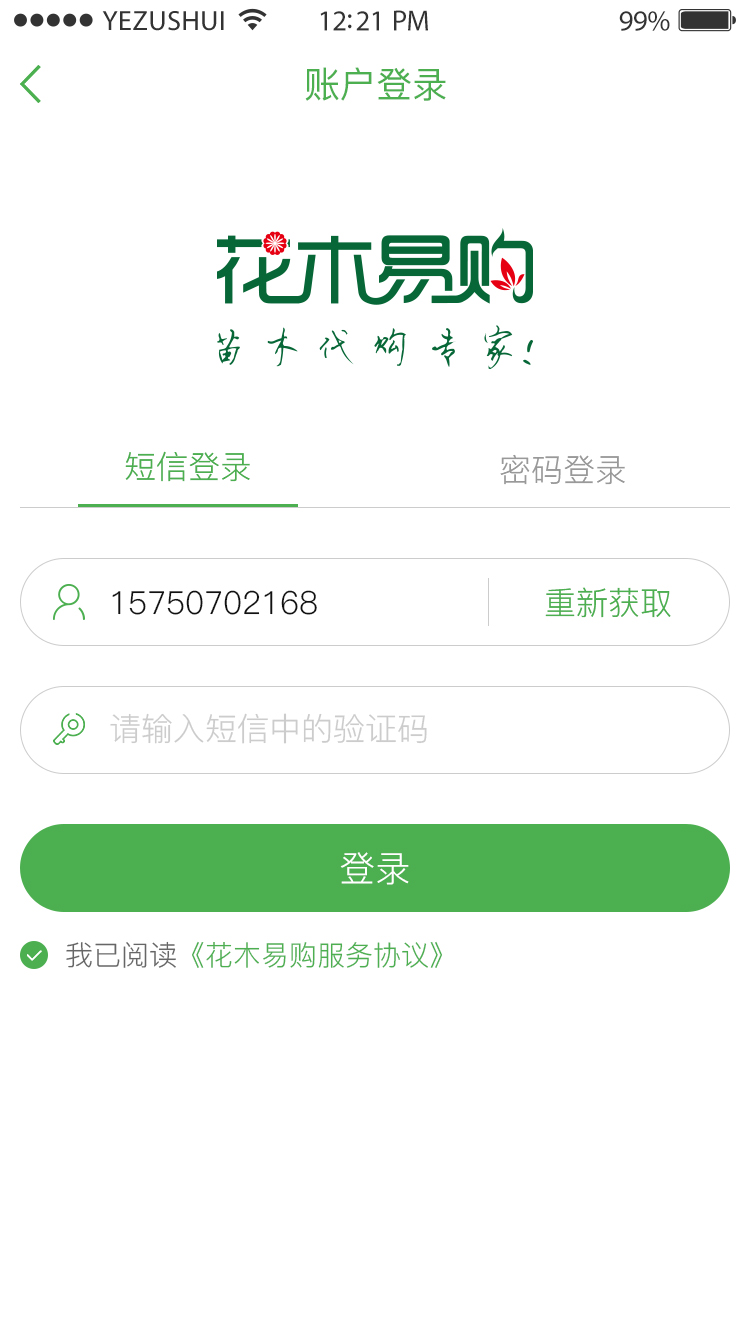 YEZUSHUI 12:21 PM 99%
账户登录
花木易购
苗木代购专家!
短信登录 密码登录
15750702168 重新获取
请输入短信中的验证码
登录
我已阅读《花木易购服务协议》